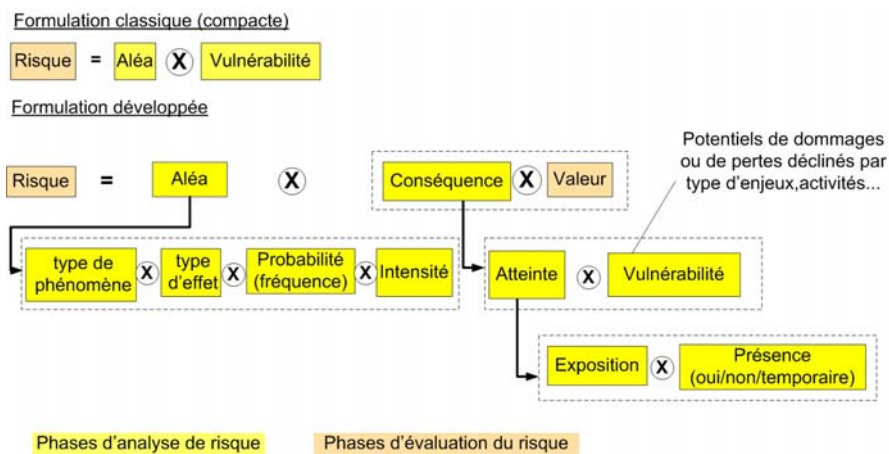 Formulation classique (compacte)
Risque = Aléa X Vulnérabilité
Formulation développée
Potentiels de dommages
ou de pertes déclinés par
type d'enjeux,activités...
Risque = Aléa X Conséquence X Valeur
type de
phénomène X type
d'effet X Probabilité
(fréquence) X Intensité
Atteinte X Vulnérabilité
Exposition X Présence
(oui/non/temporaire)
Phases d'analyse de risque
Phases d'évaluation du risque